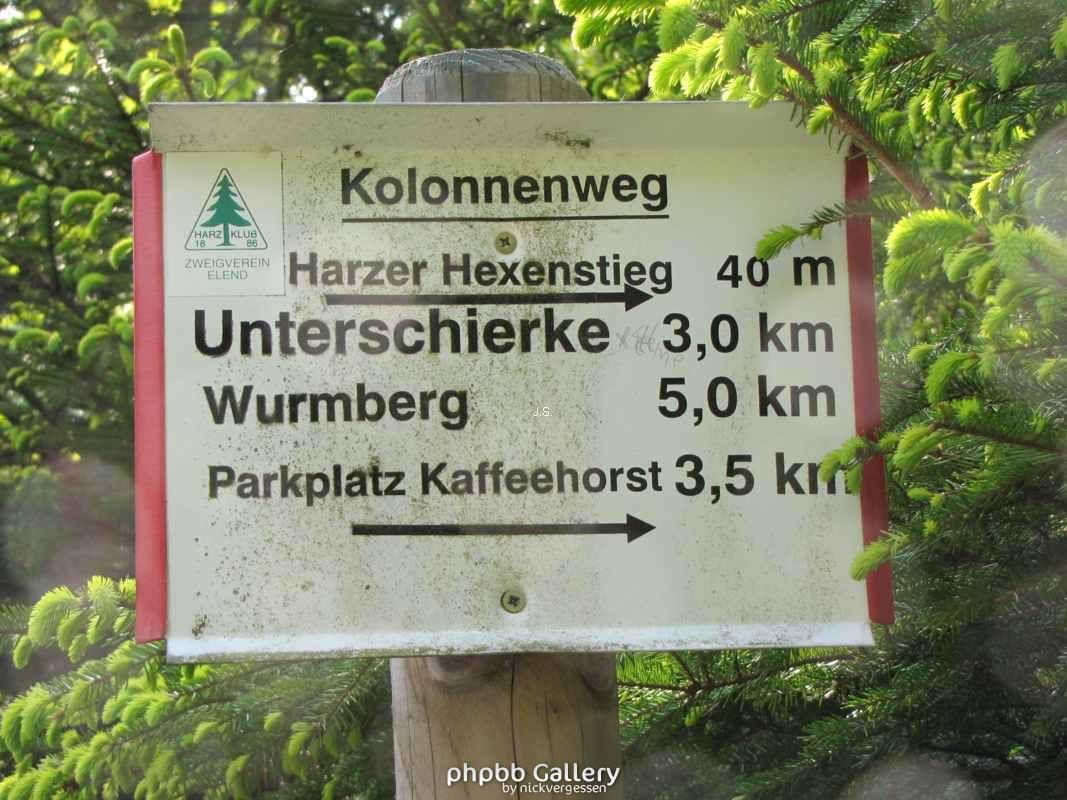 Kolonnenweg
HARZ KLUB
18 86
ZWEIGVEREIN
ELEND
Harzer Hexenstieg 40 m
Unterschierke 3,0 km
Wurmberg 5,0 km
J.S.
Parkplatz Kaffeehorst 3,5 km
phpbb Gallery
by nickvergessen